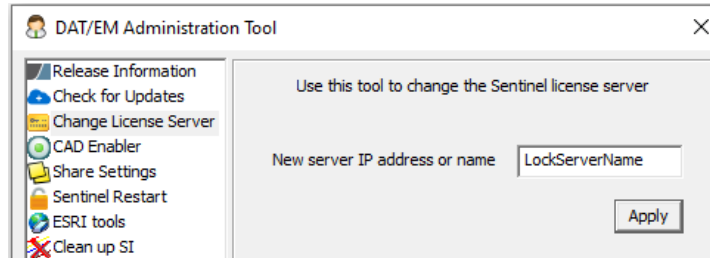 DAT/EM Administration Tool
Release Information
Check for Updates
Change License Server
CAD Enabler
Share Settings
Sentinel Restart
ESRI tools
Clean up SI
Use this tool to change the Sentinel license server
New server IP address or name LockServerName
Apply